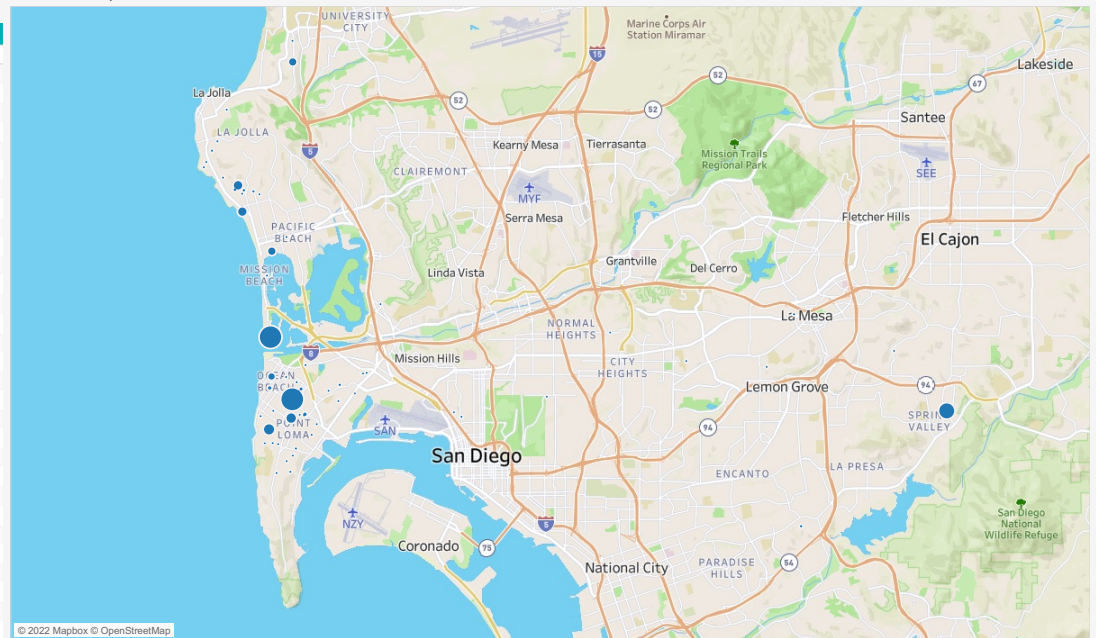 UNIVERSITY
CITY
Marine Corps Air
Station Miramar
15
Lakeside
52
67
La Jolla
52
52
Santee
LA JOLLA
5
Kearny Mesa
Tierrasanta
Mission Trails
Regional Park
SEE
CLAIREMONT
MYF
Serra Mesa
Fletcher Hills
PACIFIC
BEACH
El Cajon
MISSION
BEACH
Linda Vista
Grantville
Del Cerro
La Mesa
NORMAL
HEIGHTS
8
Mission Hills
CITY
HEIGHTS
OCEAN
BEACH
Lemon Grove
94
SPRING
VALLEY
POINT
LOMA
SAN
94
San Diego
LA PRESA
ENCANTO
NZY
5
San Diego
National
Wildlife Refuge
Coronado
75
National City
PARADISE
HILLS
54
© 2022 Mapbox © OpenStreetMap